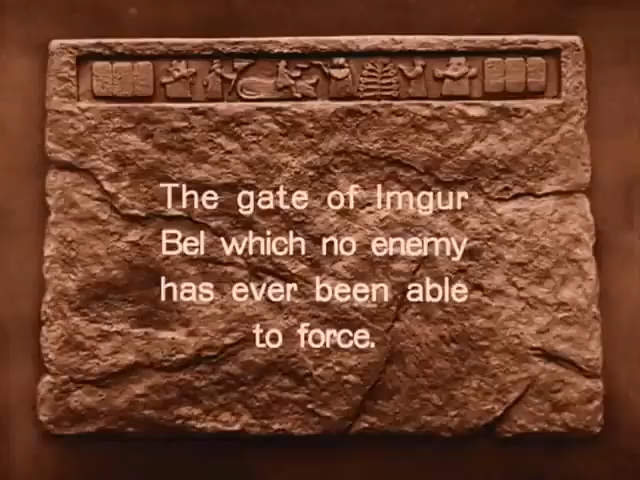 The gate of Imgur
Bel which no enemy
has ever been able
to force.